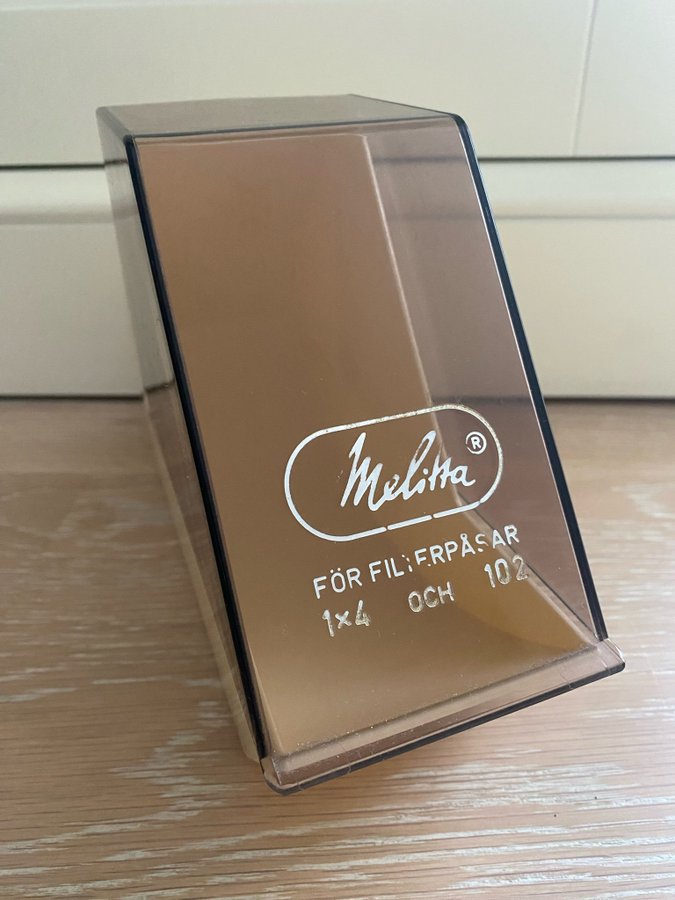 Melitta®
FÖR FILTERPÅSAR
1×4 OCH 102